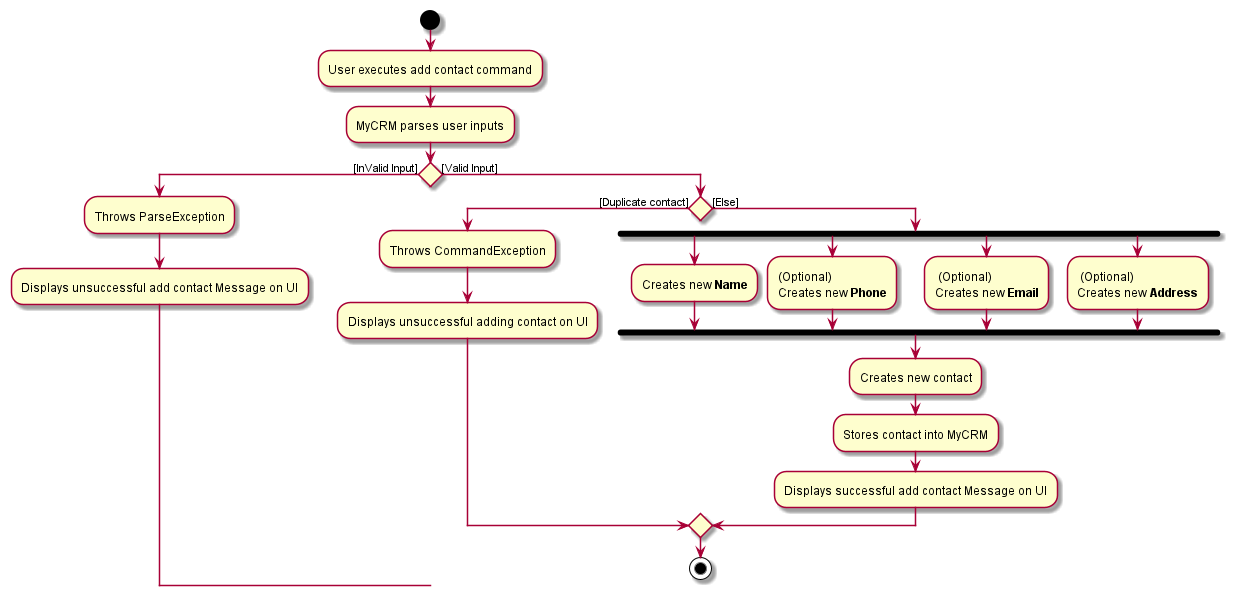 User executes add contact command
MyCRM parses user inputs
[InValid Input]
[Valid Input]
Throws ParseException
Displays unsuccessful add contact Message on UI
[Duplicate contact]
[Else]
Throws CommandException
Displays unsuccessful adding contact on UI
Creates new Name
(Optional)
Creates new Phone
(Optional)
Creates new Email
(Optional)
Creates new Address
Creates new contact
Stores contact into MyCRM
Displays successful add contact Message on UI